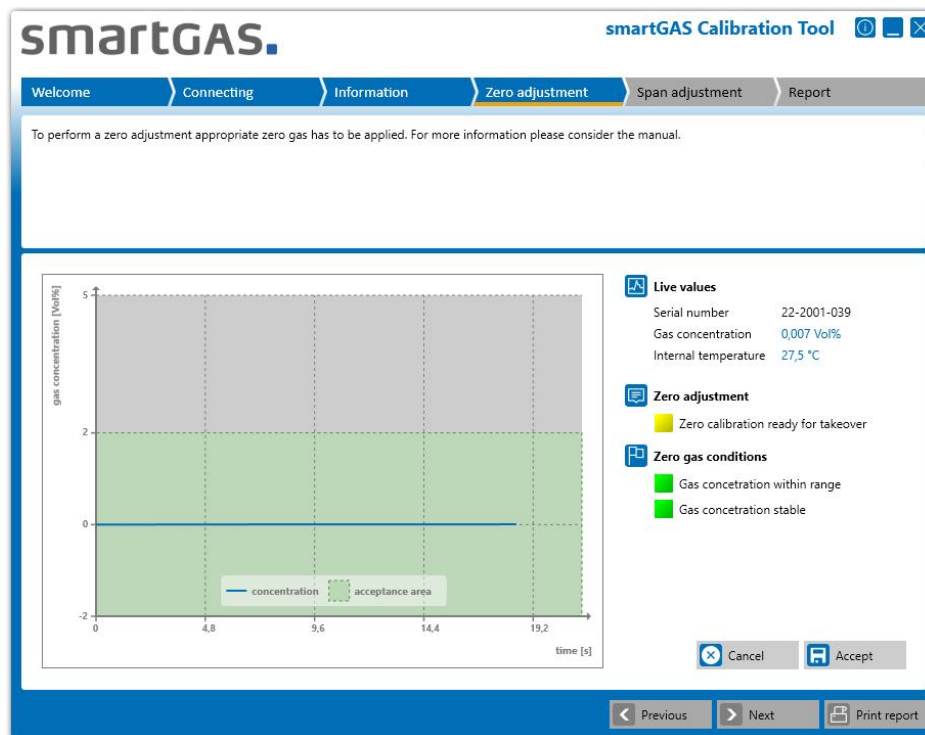 smartGAS.
smartGAS Calibration Tool
Welcome
Connecting
Information
Zero adjustment
Span adjustment
Report
To perform a zero adjustment appropriate zero gas has to be applied. For more information please consider the manual.
gas concentration [Vol%]
5
2
0
-2
0
4,8
9,6
14,4
19,2
time [s]
concentration
acceptance area
Live values
Serial number 22-2001-039
Gas concentration 0,007 Vol%
Internal temperature 27,5 °C
Zero adjustment
Zero calibration ready for takeover
Zero gas conditions
Gas concetration within range
Gas concetration stable
Cancel
Accept
Previous
Next
Print report